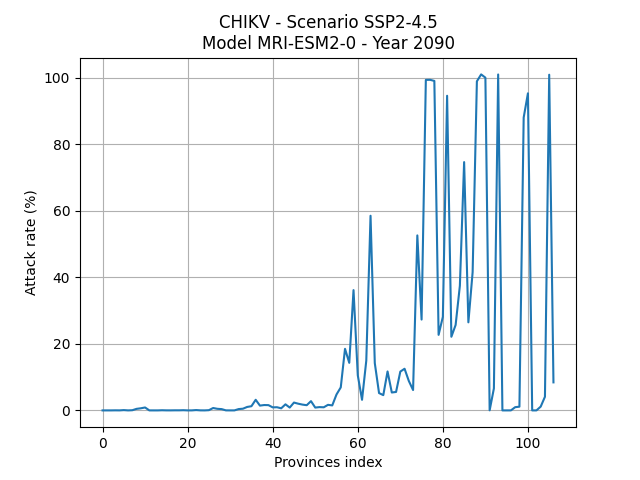 CHIKV - Scenario SSP2-4.5
Model MRI-ESM2-0 - Year 2090
Attack rate (%)
100
80
60
40
20
0
0 20 40 60 80 100
Provinces index